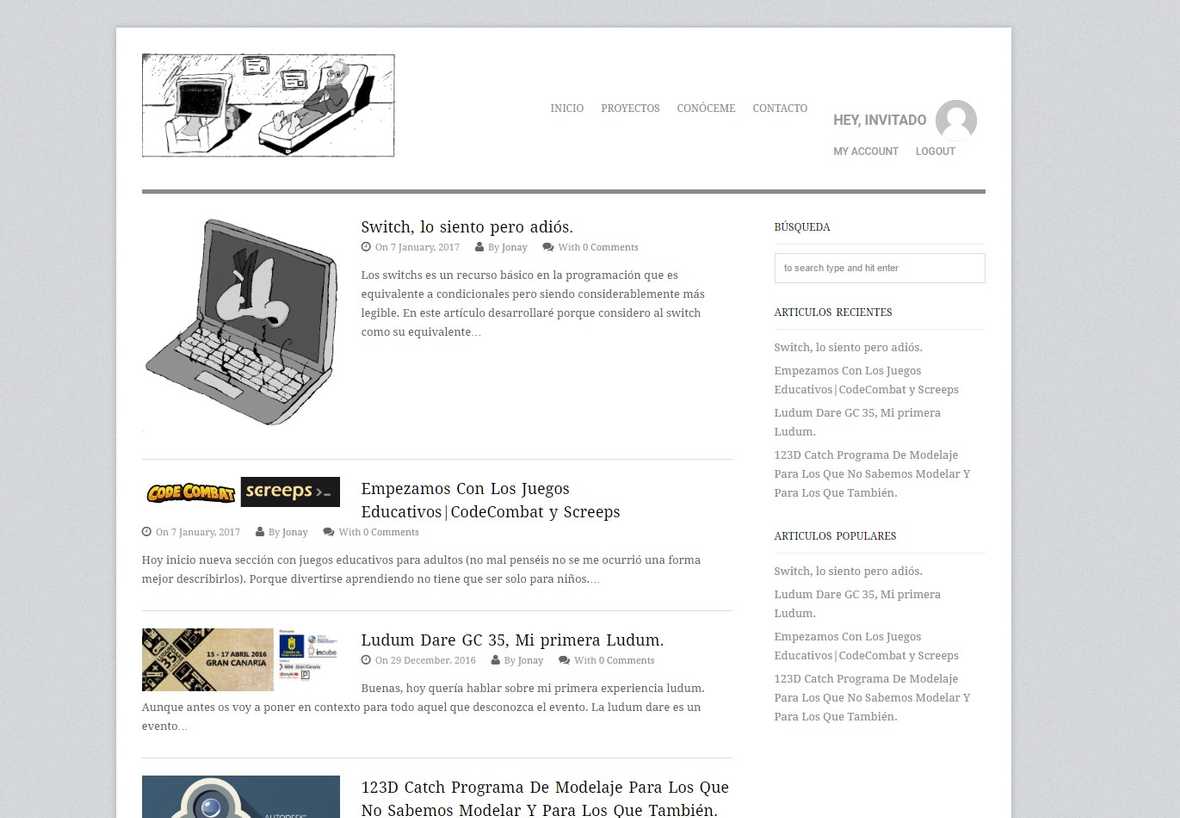 INICIO PROYECTOS CONÓCEME CONTACTO
HEY, INVITADO
MY ACCOUNT LOGOUT
Switch, lo siento pero adiós.
On 7 January, 2017 By Jonay With 0 Comments
Los switchs es un recurso básico en la programación que es
equivalente a condicionales pero siendo considerablemente más
legible. En este artículo desarrollaré porque considero al switch
como su equivalente…
CODE COMBAT
screeps >_
Empezamos Con Los Juegos
Educativos|CodeCombat y Screeps
On 7 January, 2017 By Jonay With 0 Comments
Hoy inicio nueva sección con juegos educativos para adultos (no mal penséis no se me ocurrió una forma
mejor describirlos). Porque divertirse aprendiendo no tiene que ser solo para niños.…
15 - 17 ABRIL 2016
GRAN CANARIA
incube
Ludum Dare GC 35, Mi primera Ludum.
On 29 December, 2016 By Jonay With 0 Comments
Buenas, hoy quería hablar sobre mi primera experiencia ludum.
Aunque antes os voy a poner en contexto para todo aquel que desconozca el evento. La ludum dare es un
evento…
AUTODESK
123D Catch Programa De Modelaje Para Los Que
No Sabemos Modelar Y Para Los Que También.
BÚSQUEDA
to search type and hit enter
ARTICULOS RECIENTES
Switch, lo siento pero adiós.
Empezamos Con Los Juegos
Educativos|CodeCombat y Screeps
Ludum Dare GC 35, Mi primera
Ludum.
123D Catch Programa De Modelaje
Para Los Que No Sabemos Modelar Y
Para Los Que También.
ARTICULOS POPULARES
Switch, lo siento pero adiós.
Ludum Dare GC 35, Mi primera
Ludum.
Empezamos Con Los Juegos
Educativos|CodeCombat y Screeps
123D Catch Programa De Modelaje
Para Los Que No Sabemos Modelar Y
Para Los Que También.